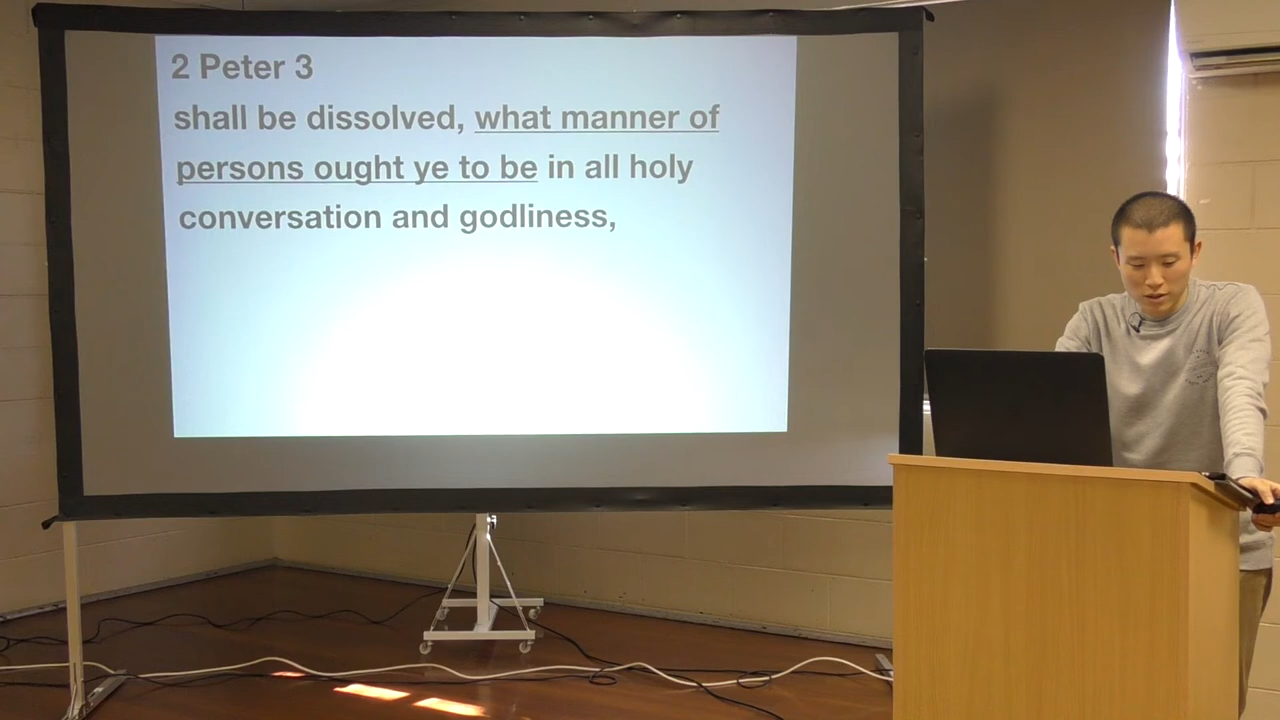 2 Peter 3
shall be dissolved, what manner of
persons ought ye to be in all holy
conversation and godliness,